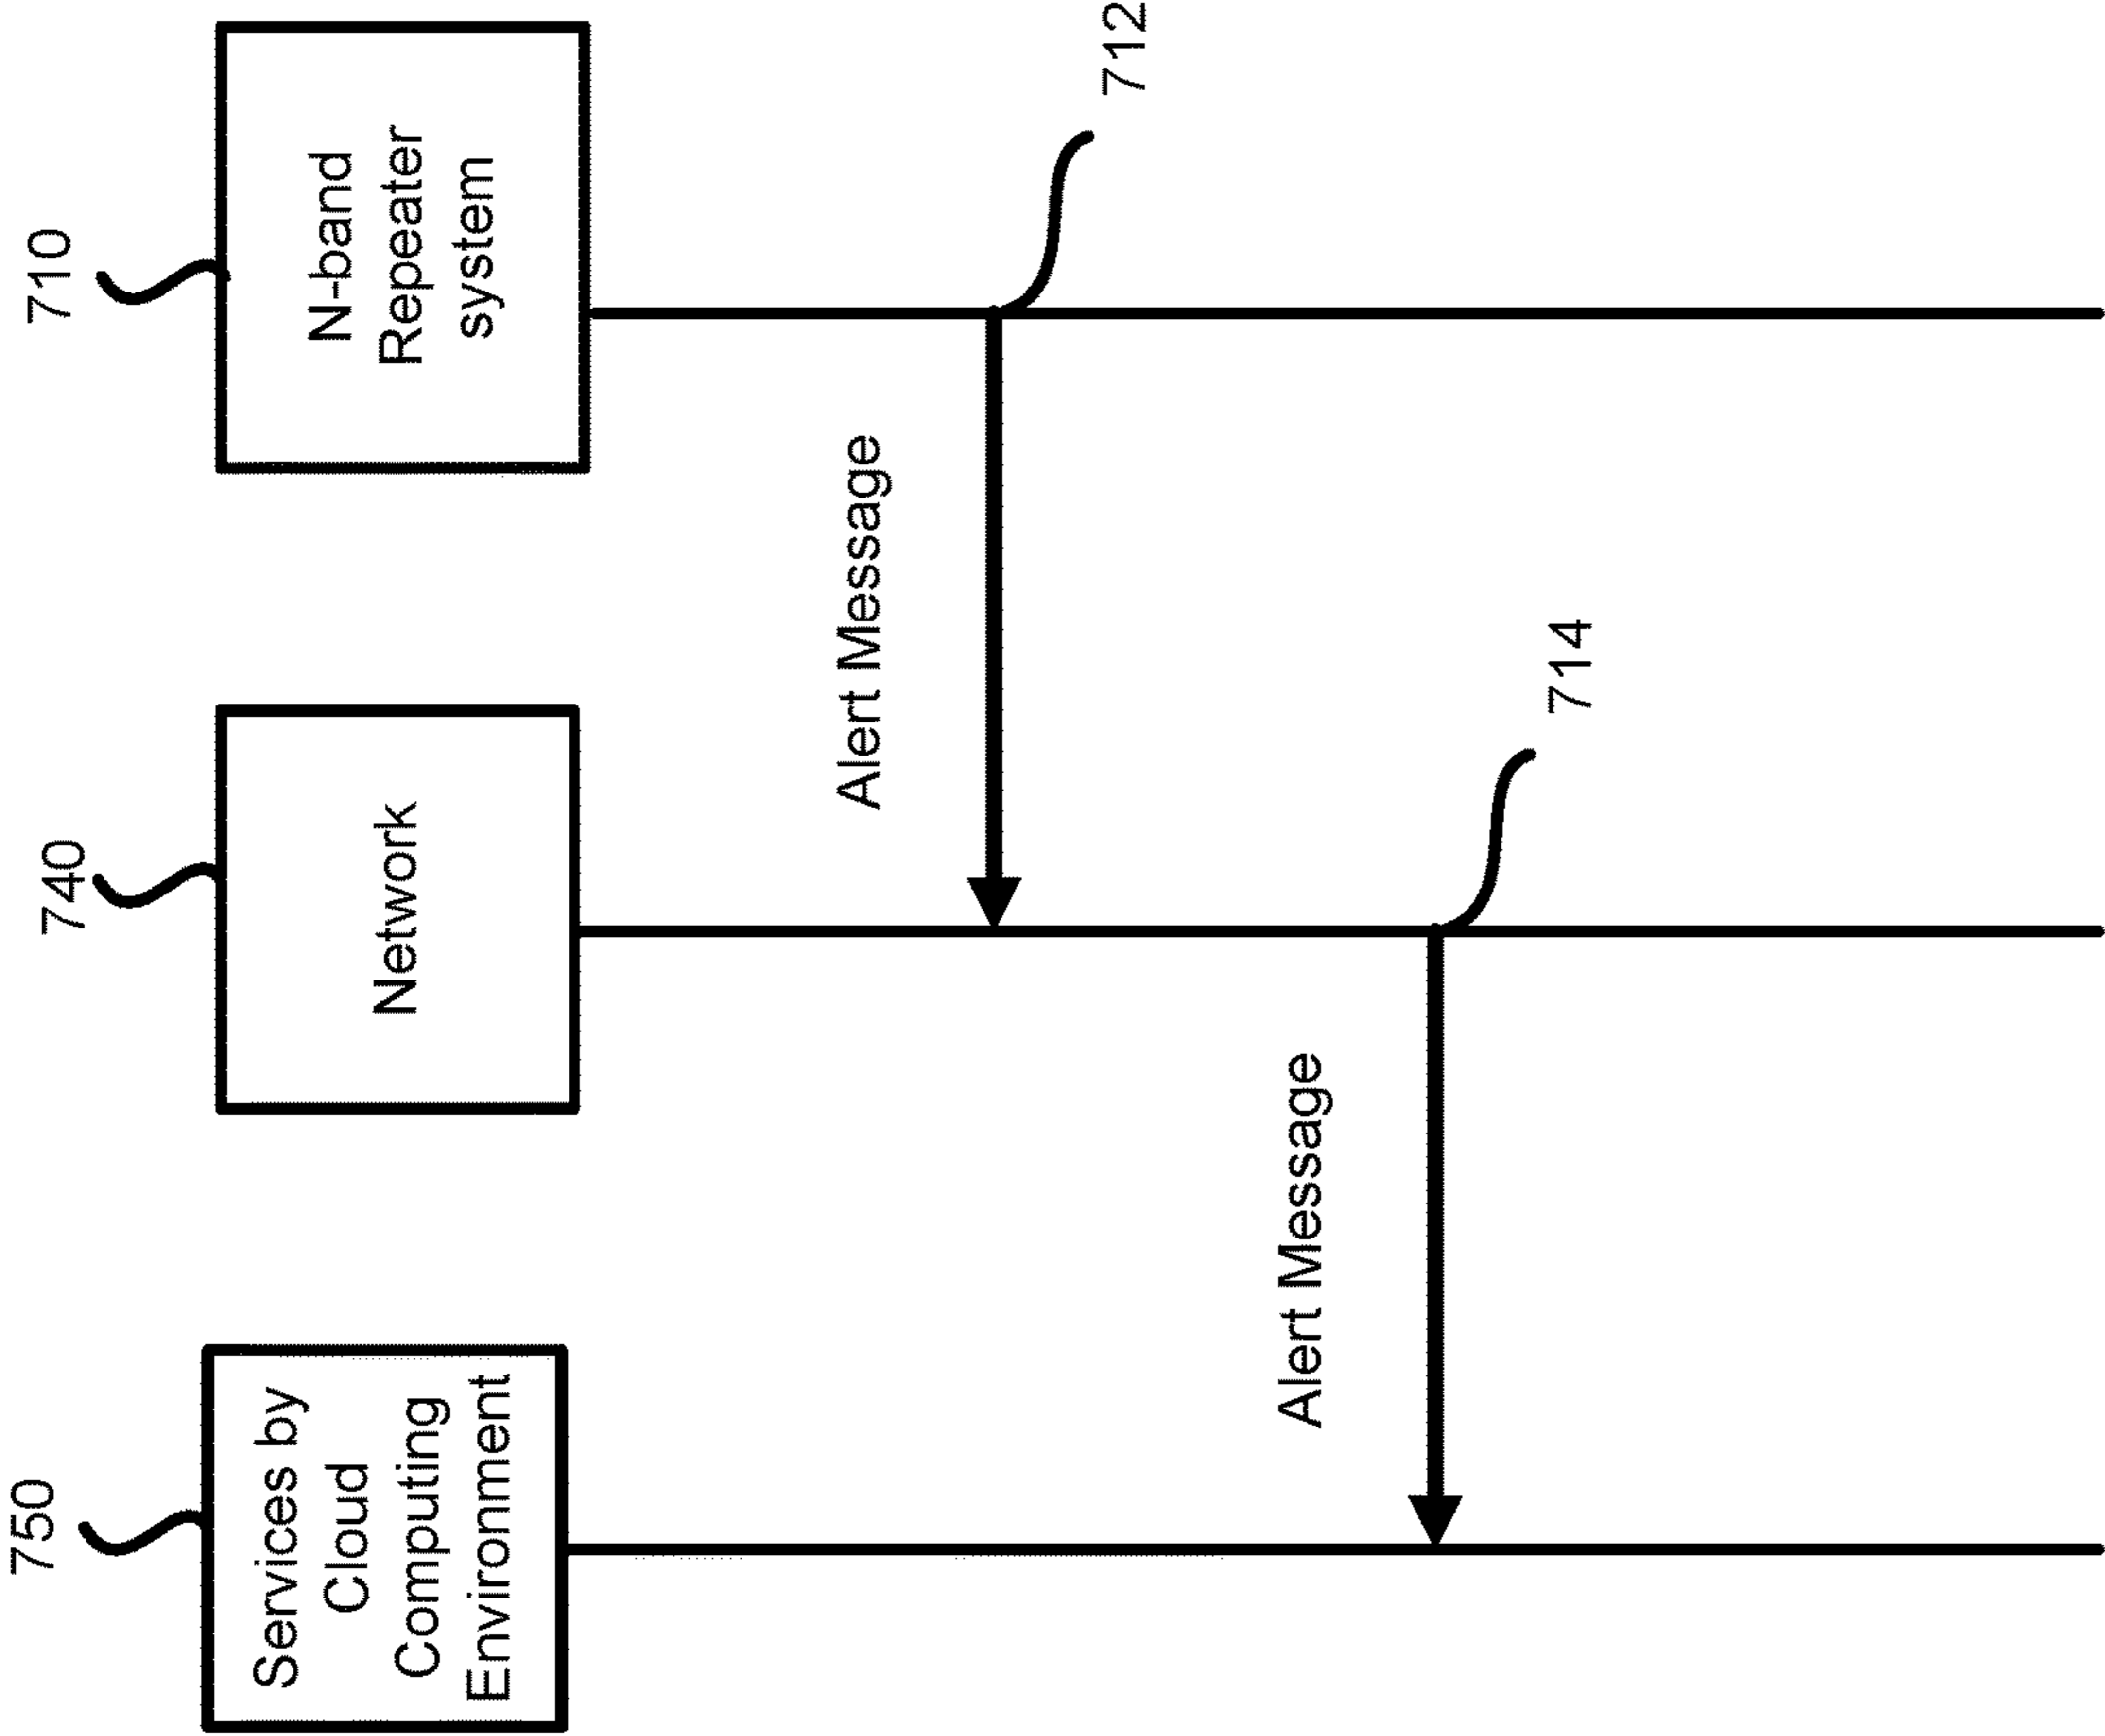 750
Services by
Cloud
Computing
Environment
740
Network
710
N-band
Repeater
system
Alert Message
712
Alert Message
714